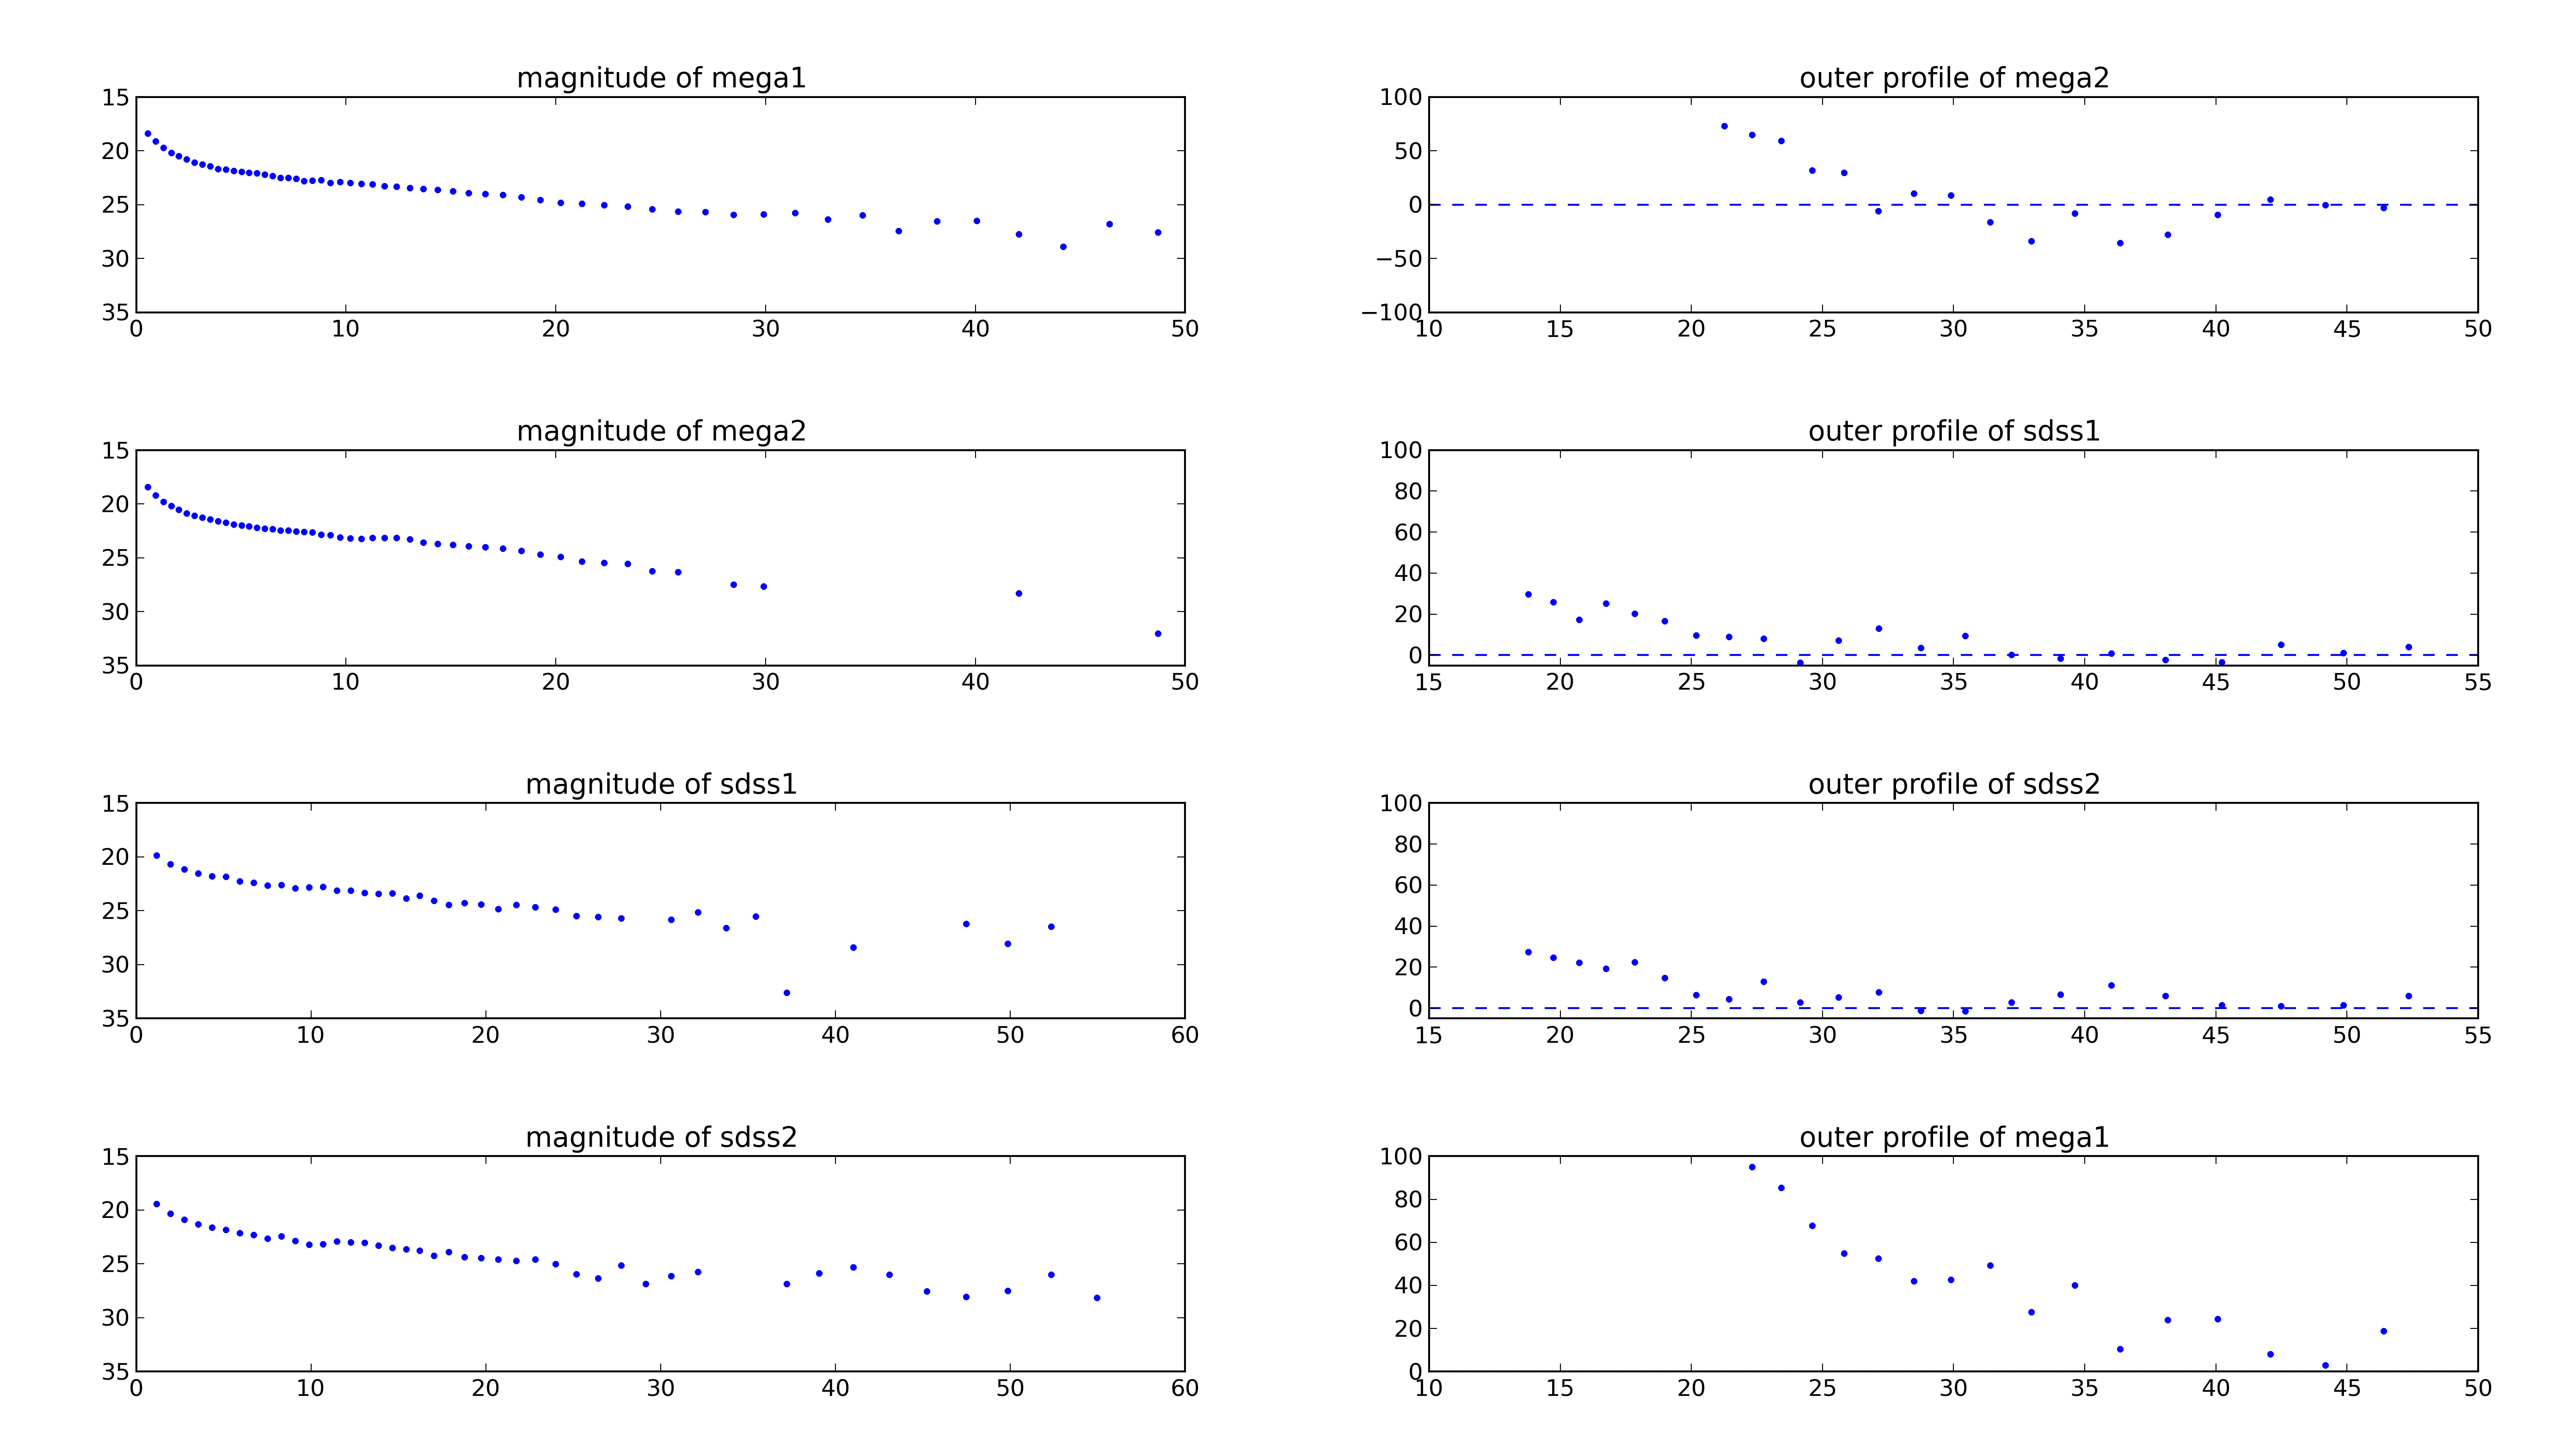 magnitude of mega1
15
20
25
30
35
0 10 20 30 40 50
outer profile of mega2
100
50
0
−50
−100
10 15 20 25 30 35 40 45 50
magnitude of mega2
15
20
25
30
35
0 10 20 30 40 50
outer profile of sdss1
100
80
60
40
20
0
15 20 25 30 35 40 45 50 55
magnitude of sdss1
15
20
25
30
35
0 10 20 30 40 50 60
outer profile of sdss2
100
80
60
40
20
0
15 20 25 30 35 40 45 50 55
magnitude of sdss2
15
20
25
30
35
0 10 20 30 40 50 60
outer profile of mega1
100
80
60
40
20
0
10 15 20 25 30 35 40 45 50